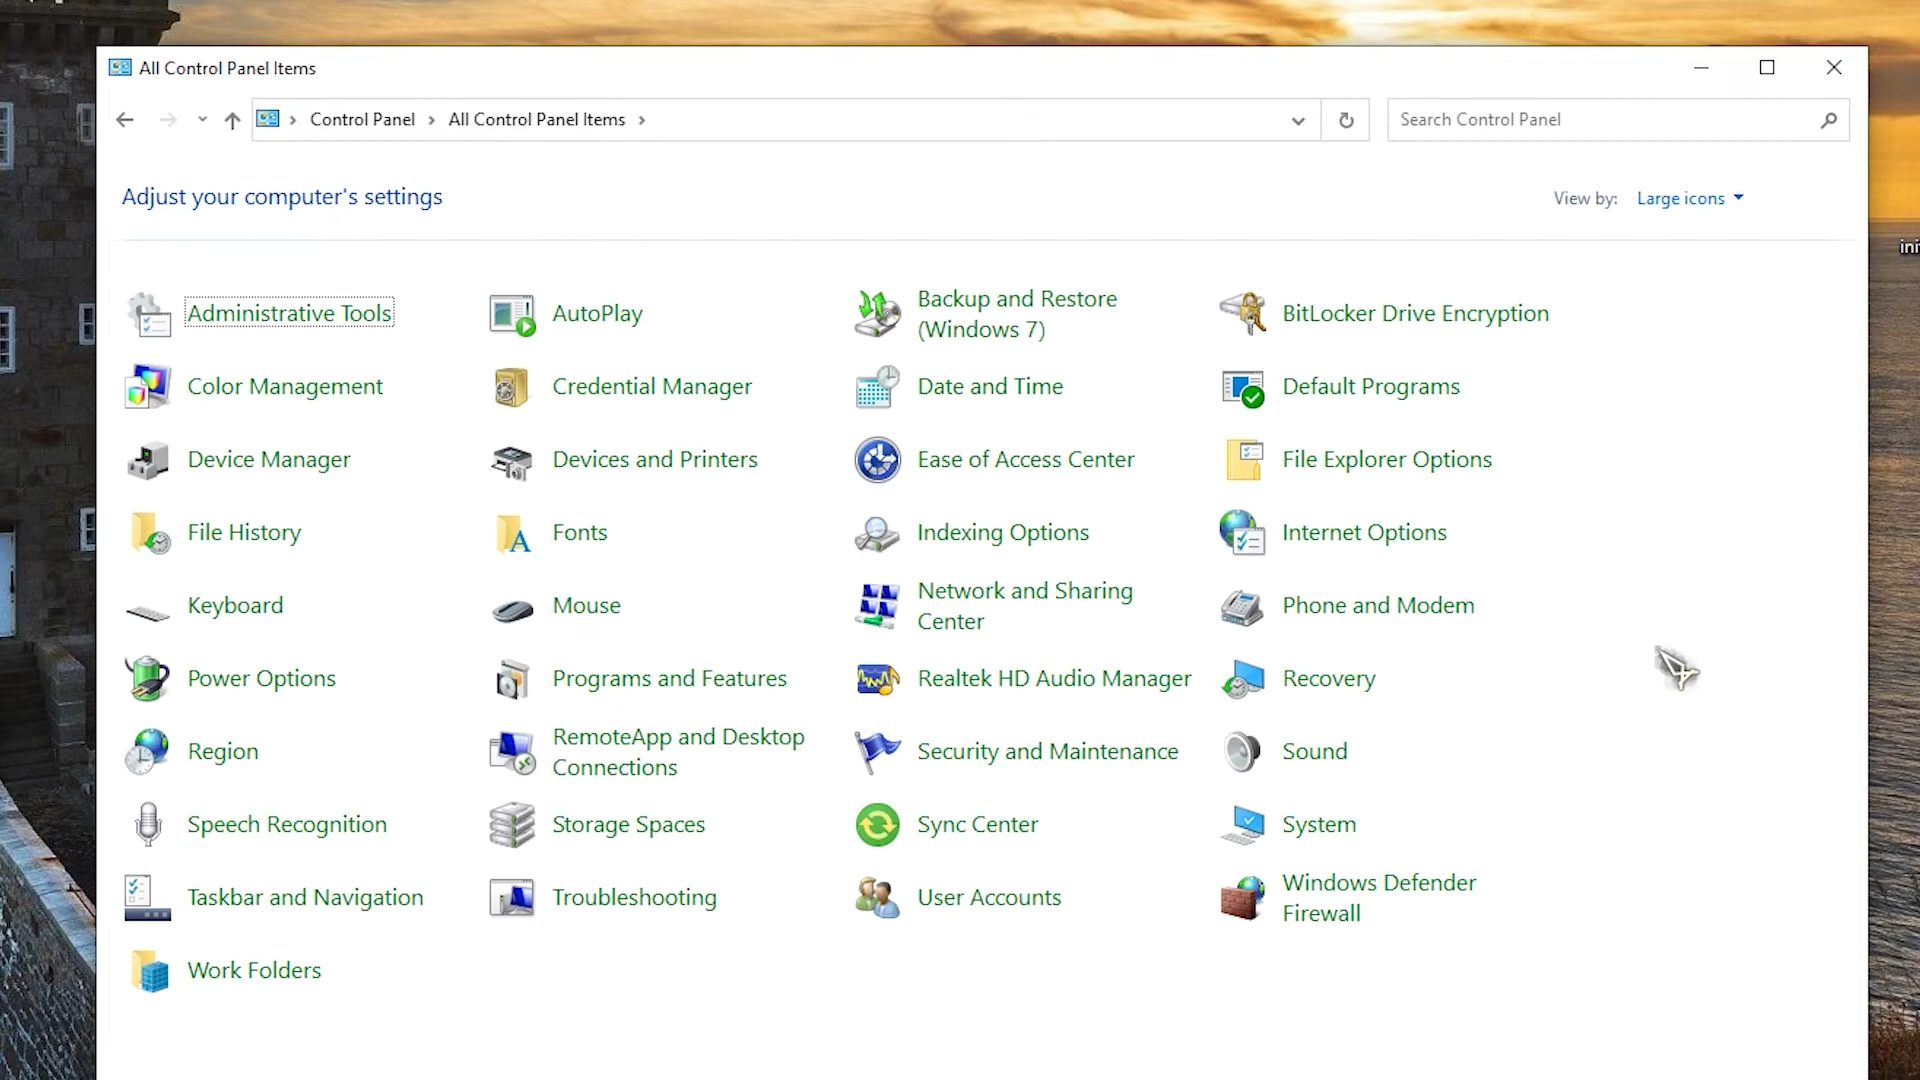 All Control Panel Items
Control Panel
All Control Panel Items
Search Control Panel
Adjust your computer's settings
View by: Large icons
Administrative Tools
AutoPlay
Backup and Restore
(Windows 7)
BitLocker Drive Encryption
Color Management
Credential Manager
Date and Time
Default Programs
Device Manager
Devices and Printers
Ease of Access Center
File Explorer Options
File History
Fonts
Indexing Options
Internet Options
Keyboard
Mouse
Network and Sharing
Center
Phone and Modem
Power Options
Programs and Features
Realtek HD Audio Manager
Recovery
Region
RemoteApp and Desktop
Connections
Security and Maintenance
Sound
Speech Recognition
Storage Spaces
Sync Center
System
Taskbar and Navigation
Troubleshooting
User Accounts
Windows Defender
Firewall
Work Folders